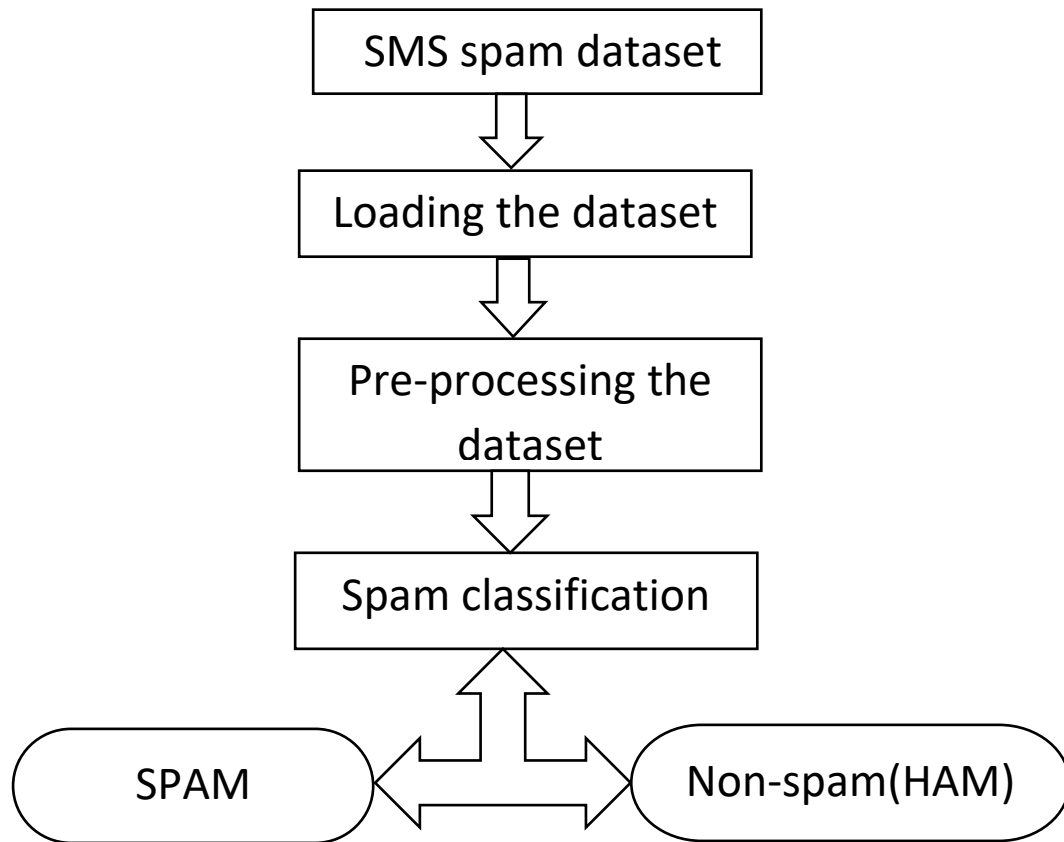 SMS spam dataset
Loading the dataset
Pre-processing the
dataset
Spam classification
SPAM
Non-spam(HAM)